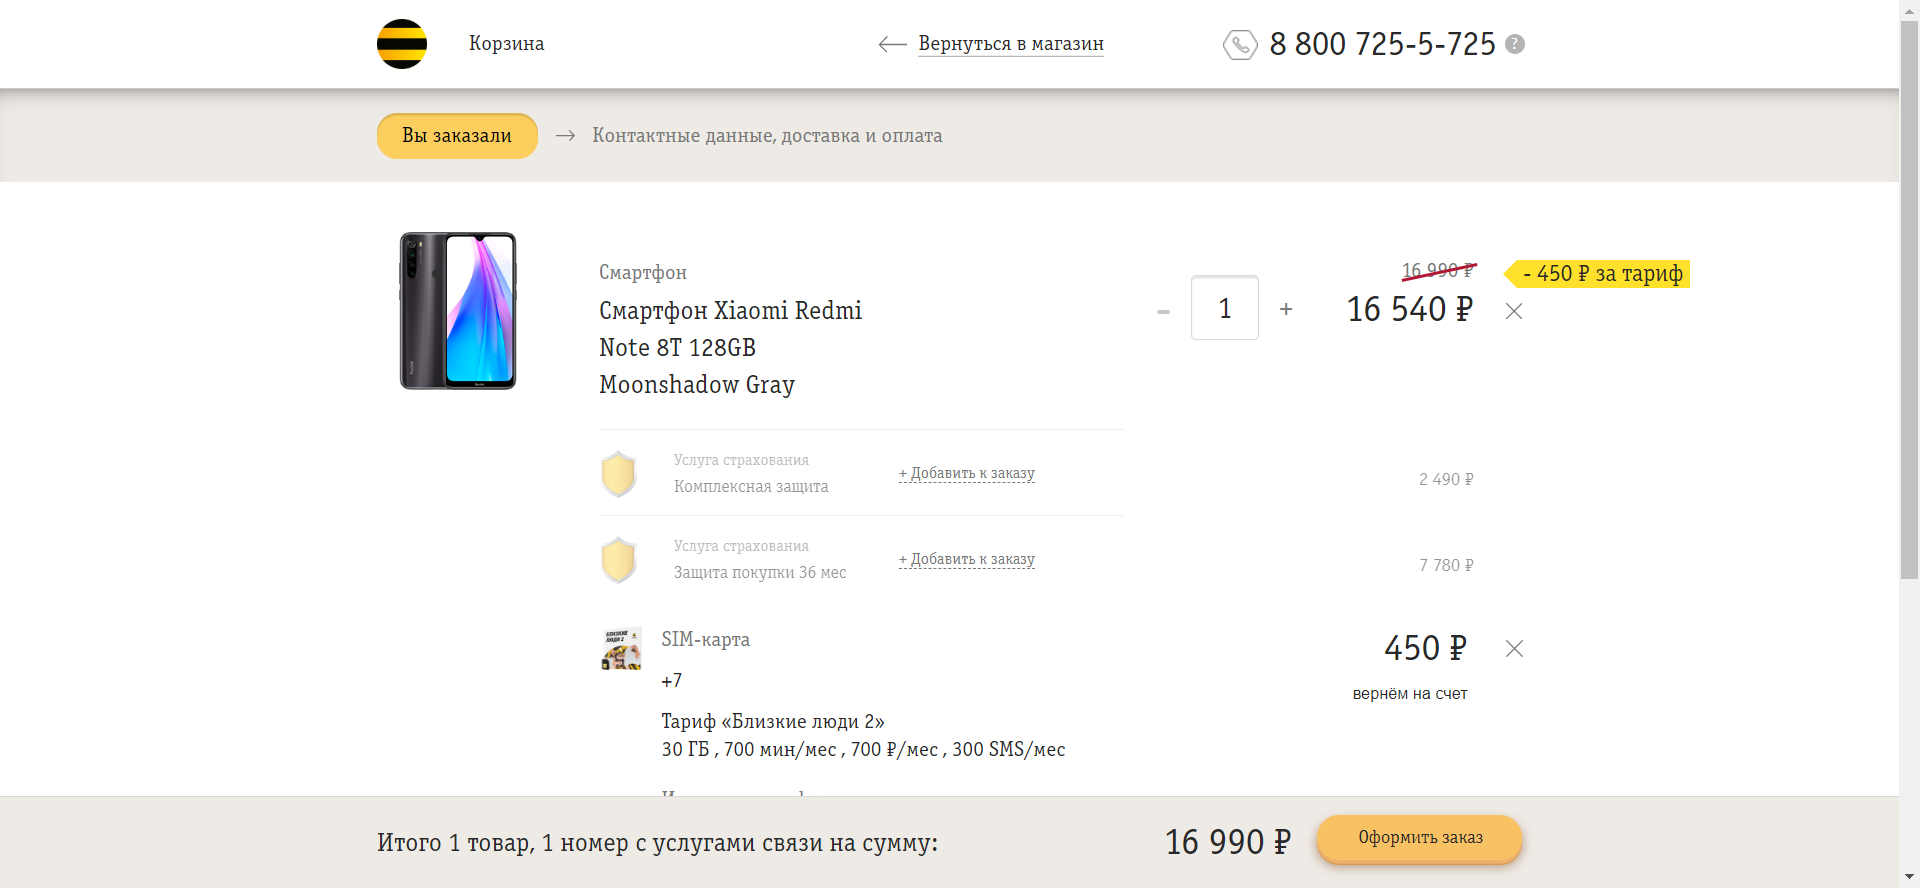 Корзина
Вернуться в магазин
8 800 725-5-725
?
Вы заказали
Контактные данные, доставка и оплата
Смартфон
Смартфон Xiaomi Redmi
Note 8T 128GB
Moonshadow Gray
- 1 +
16 990 ₽
- 450 ₽ за тариф
16 540 ₽
Услуга страхования
Комплексная защита
+ Добавить к заказу
2 490 ₽
Услуга страхования
Защита покупки 36 мес
+ Добавить к заказу
7 780 ₽
БЛИЗКИЕ
ЛЮДИ 2
SIM-карта
+7
Тариф «Близкие люди 2»
30 ГБ , 700 мин/мес , 700 ₽/мес , 300 SMS/мес
450 ₽
вернём на счет
Итого 1 товар, 1 номер с услугами связи на сумму:
16 990 ₽
Оформить заказ